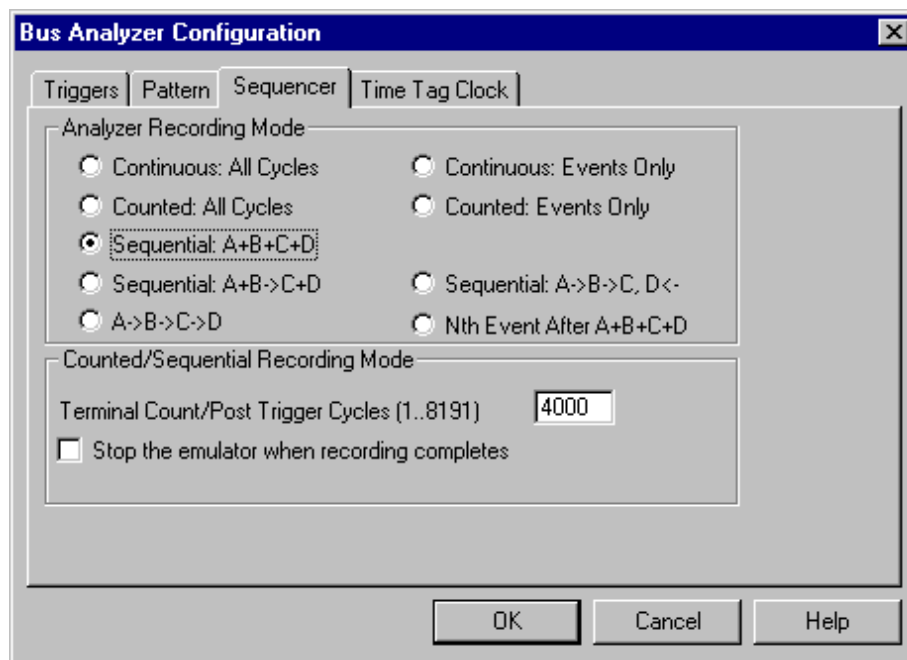 Bus Analyzer Configuration
Triggers Pattern Sequencer Time Tag Clock
Analyzer Recording Mode
Continuous: All Cycles Continuous: Events Only
Counted: All Cycles Counted: Events Only
Sequential: A+B+C+D
Sequential: A+B->C+D Sequential: A->B->C, D<-
A->B->C->D Nth Event After A+B+C+D
Counted/Sequential Recording Mode
Terminal Count/Post Trigger Cycles (1..8191) 4000
Stop the emulator when recording completes
OK Cancel Help